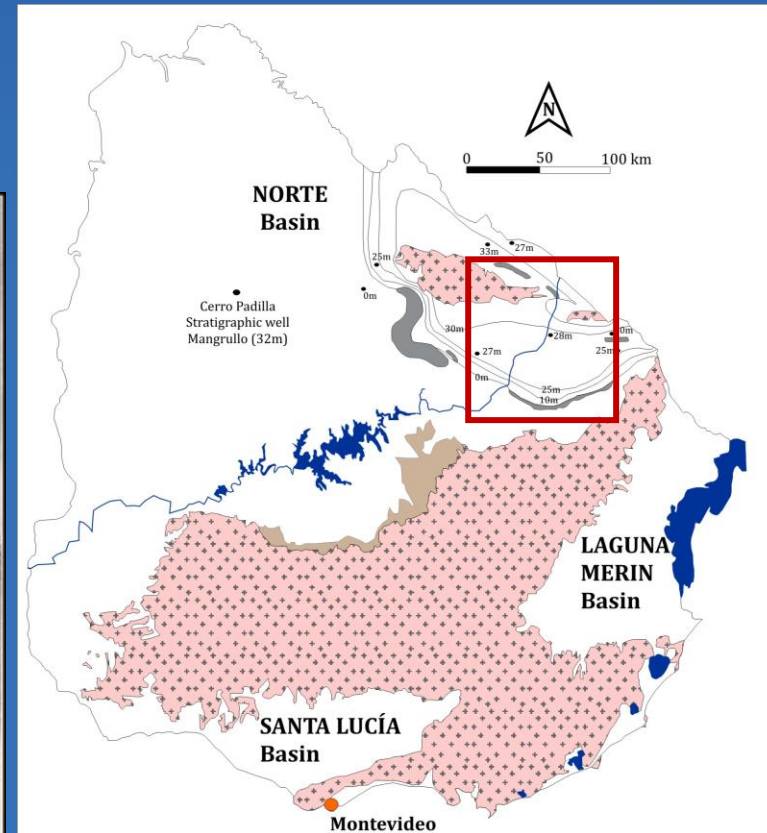 N
0 50 100 km
NORTE
Basin
33m
27m
25m
0m
Cerro Padilla
Stratigraphic well
Mangrullo (32m)
30m
28m
0m
27m
25m
0m
25m
10m
LAGUNA
MERIN
Basin
SANTA LUCÍA
Basin
Montevideo